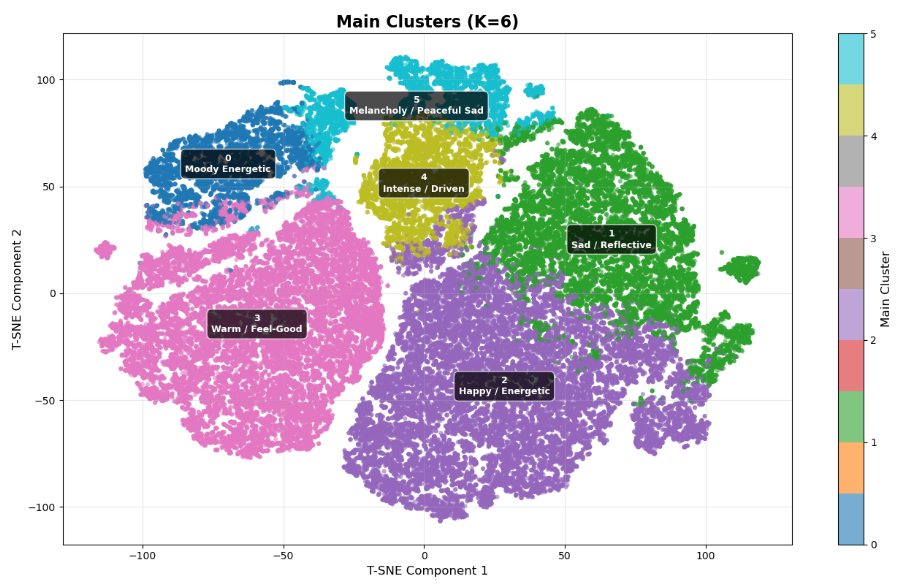 Main Clusters (K=6)
5
Melancholy / Peaceful Sad
0
Moody Energetic
4
Intense / Driven
1
Sad / Reflective
3
Warm / Feel-Good
2
Happy / Energetic
100
50
0
−50
−100
T-SNE Component 2
−100
−50
0
50
100
T-SNE Component 1
5
4
3
2
1
0
Main Cluster